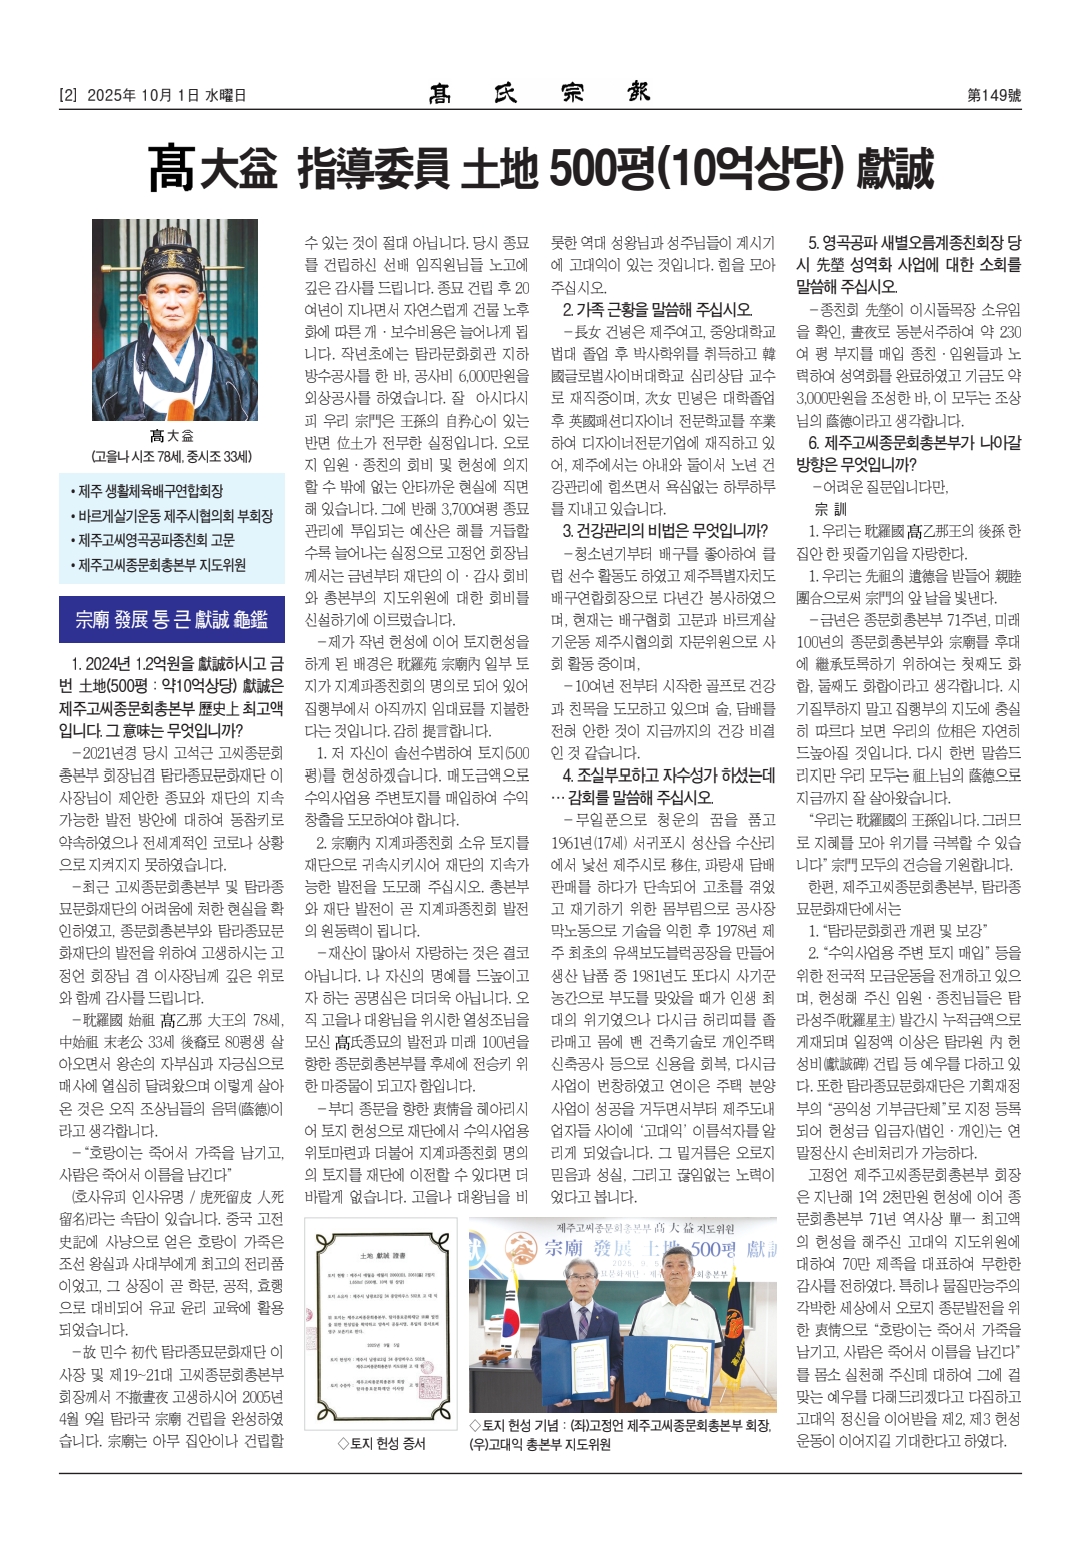 [2] 2025年 10月 1日 水曜日
髙氏宗報
第149號
髙大益 指導委員 土地 500평(10억상당) 獻誠
髙大益
(고을나 시조 78세, 중시조 33세)
• 제주 생활체육배구연합회장
• 바르게살기운동 제주시협의회 부회장
• 제주고씨영곡공파종친회 고문
• 제주고씨종문회총본부 지도위원
宗廟 發展 통 큰 獻誠 龜鑑
1. 2024년 1.2억원을 獻誠하시고 금
번 土地(500평 : 약10억상당) 獻誠은
제주고씨종문회총본부 歷史上 최고액
입니다. 그 意味는 무엇입니까?
－2021년경 당시 고석근 고씨종문회
총본부 회장님겸 탐라종묘문화재단 이
사장님이 제안한 종묘와 재단의 지속
가능한 발전 방안에 대하여 동참키로
약속하였으나 전세계적인 코로나 상황
으로 지켜지지 못하였습니다.
－최근 고씨종문회총본부 및 탐라종
묘문화재단의 어려움에 처한 현실을 확
인하였고, 종문회총본부와 탐라종묘문
화재단의 발전을 위하여 고생하시는 고
정언 회장님 겸 이사장님께 깊은 위로
와 함께 감사를 드립니다.
－耽羅國 始祖 髙乙那 大王의 78세,
中始祖 末老公 33세 後裔로 80평생 살
아오면서 왕손의 자부심과 자긍심으로
매사에 열심히 달려왔으며 이렇게 살아
온 것은 오직 조상님들의 음덕(蔭德)이
라고 생각합니다.
－“호랑이는 죽어서 가죽을 남기고,
사람은 죽어서 이름을 남긴다”
(호사유피 인사유명 / 虎死留皮 人死
留名)라는 속담이 있습니다. 중국 고전
史記에 사냥으로 얻은 호랑이 가죽은
조선 왕실과 사대부에게 최고의 전리품
이었고, 그 상징이 곧 학문, 공적, 효행
으로 대비되어 유교 윤리 교육에 활용
되었습니다.
－故 민수 初代 탐라종묘문화재단 이
사장 및 제19~21대 고씨종문회총본부
회장께서 不撤晝夜 고생하시어 2005년
4월 9일 탐라국 宗廟 건립을 완성하였
습니다. 宗廟는 아무 집안이나 건립할
수 있는 것이 절대 아닙니다. 당시 종묘
를 건립하신 선배 임직원님들 노고에
깊은 감사를 드립니다. 종묘 건립 후 20
여년이 지나면서 자연스럽게 건물 노후
화에 따른 개 · 보수비용은 늘어나게 됩
니다. 작년초에는 탐라문화회관 지하
방수공사를 한 바, 공사비 6,000만원을
외상공사를 하였습니다. 잘 아시다시
피 우리 宗門은 王孫의 自矜心이 있는
반면 位土가 전무한 실정입니다. 오로
지 임원 · 종친의 회비 및 헌성에 의지
할 수 밖에 없는 안타까운 현실에 직면
해 있습니다. 그에 반해 3,700여평 종묘
관리에 투입되는 예산은 해를 거듭할
수록 늘어나는 실정으로 고정언 회장님
께서는 금년부터 재단의 이 · 감사 회비
와 총본부의 지도위원에 대한 회비를
신설하기에 이르렀습니다.
－제가 작년 헌성에 이어 토지헌성을
하게 된 배경은 耽羅苑 宗廟內 일부 토
지가 지계파종친회의 명의로 되어 있어
집행부에서 아직까지 임대료를 지불한
다는 것입니다. 감히 提言합니다.
1. 저 자신이 솔선수범하여 토지(500
평)를 헌성하겠습니다. 매도금액으로
수익사업용 주변토지를 매입하여 수익
창출을 도모하여야 합니다.
2. 宗廟內 지계파종친회 소유 토지를
재단으로 귀속시키시어 재단의 지속가
능한 발전을 도모해 주십시오. 총본부
와 재단 발전이 곧 지계파종친회 발전
의 원동력이 됩니다.
－재산이 많아서 자랑하는 것은 결코
아닙니다. 나 자신의 명예를 드높이고
자 하는 공명심은 더더욱 아닙니다. 오
직 고을나 대왕님을 위시한 열성조님을
모신 髙氏종묘의 발전과 미래 100년을
향한 종문회총본부를 후세에 전승키 위
한 마중물이 되고자 함입니다.
－부디 종문을 향한 衷情을 헤아리시
어 토지 헌성으로 재단에서 수익사업용
위토마련과 더불어 지계파종친회 명의
의 토지를 재단에 이전할 수 있다면 더
바랄게 없습니다. 고을나 대왕님을 비
롯한 역대 성왕님과 성주님들이 계시기
에 고대익이 있는 것입니다. 힘을 모아
주십시오.
2. 가족 근황을 말씀해 주십시오.
－長女 건녕은 제주여고, 중앙대학교
법대 졸업 후 박사학위를 취득하고 韓
國글로벌사이버대학교 심리상담 교수
로 재직중이며, 次女 민녕은 대학졸업
후 英國패션디자이너 전문학교를 卒業
하여 디자이너전문기업에 재직하고 있
어, 제주에서는 아내와 둘이서 노년 건
강관리에 힘쓰면서 욕심없는 하루하루
를 지내고 있습니다.
3. 건강관리의 비법은 무엇입니까?
－청소년기부터 배구를 좋아하여 클
럽 선수 활동도 하였고 제주특별자치도
배구연합회장으로 다년간 봉사하였으
며, 현재는 배구협회 고문과 바르게살
기운동 제주시협의회 자문위원으로 사
회 활동 중이며,
－10여년 전부터 시작한 골프로 건강
과 친목을 도모하고 있으며 술, 담배를
전혀 안한 것이 지금까지의 건강 비결
인 것 같습니다.
4. 조실부모하고 자수성가 하셨는데
… 감회를 말씀해 주십시오.
－무일푼으로 청운의 꿈을 품고
1961년(17세) 서귀포시 성산읍 수산리
에서 낯선 제주시로 移住, 파랑새 담배
판매를 하다가 단속되어 고초를 겪었
고 재기하기 위한 몸부림으로 공사장
막노동으로 기술을 익힌 후 1978년 제
주 최초의 유색보도블럭공장을 만들어
생산 납품 중 1981년도 또다시 사기꾼
농간으로 부도를 맞았을 때가 인생 최
대의 위기였으나 다시금 허리띠를 졸
라매고 몸에 밴 건축기술로 개인주택
신축공사 등으로 신용을 회복, 다시금
사업이 번창하였고 연이은 주택 분양
사업이 성공을 거두면서부터 제주도내
업자들 사이에 ‘고대익’ 이름석자를 알
리게 되었습니다. 그 밑거름은 오로지
믿음과 성실, 그리고 끊임없는 노력이
었다고 봅니다.
5. 영곡공파 새별오름계종친회장 당
시 先塋 성역화 사업에 대한 소회를
말씀해 주십시오.
－종친회 先塋이 이시돌목장 소유임
을 확인, 晝夜로 동분서주하여 약 230
여 평 부지를 매입 종친 · 임원들과 노
력하여 성역화를 완료하였고 기금도 약
3,000만원을 조성한 바, 이 모두는 조상
님의 蔭德이라고 생각합니다.
6. 제주고씨종문회총본부가 나아갈
방향은 무엇입니까?
－어려운 질문입니다만,
宗 訓
1. 우리는 耽羅國 髙乙那王의 後孫 한
집안 한 핏줄기임을 자랑한다.
1. 우리는 先祖의 遺德을 받들어 親睦
團合으로써 宗門의 앞 날을 빛낸다.
－금년은 종문회총본부 71주년, 미래
100년의 종문회총본부와 宗廟를 후대
에 繼承토록하기 위하여는 첫째도 화
합, 둘째도 화합이라고 생각합니다. 시
기질투하지 말고 집행부의 지도에 충실
히 따르다 보면 우리의 位相은 자연히
드높아질 것입니다. 다시 한번 말씀드
리지만 우리 모두는 祖上님의 蔭德으로
지금까지 잘 살아왔습니다.
“우리는 耽羅國의 王孫입니다. 그러므
로 지혜를 모아 위기를 극복할 수 있습
니다” 宗門 모두의 건승을 기원합니다.
한편, 제주고씨종문회총본부, 탐라종
묘문화재단에서는
1. “탐라문화회관 개편 및 보강”
2. “수익사업용 주변 토지 매입” 등을
위한 전국적 모금운동을 전개하고 있으
며, 헌성해 주신 임원 · 종친님들은 탐
라성주(耽羅星主) 발간시 누적금액으로
게재되며 일정액 이상은 탐라원 內 헌
성비(獻誠碑) 건립 등 예우를 다하고 있
다. 또한 탐라종묘문화재단은 기획재정
부의 “공익성 기부금단체”로 지정 등록
되어 헌성금 입금자(법인 · 개인)는 연
말정산시 손비처리가 가능하다.
고정언 제주고씨종문회총본부 회장
은 지난해 1억 2천만원 헌성에 이어 종
문회총본부 71년 역사상 單一 최고액
의 헌성을 해주신 고대익 지도위원에
대하여 70만 제족을 대표하여 무한한
감사를 전하였다. 특히나 물질만능주의
각박한 세상에서 오로지 종문발전을 위
한 衷情으로 “호랑이는 죽어서 가죽을
남기고, 사람은 죽어서 이름을 남긴다”
를 몸소 실천해 주신데 대하여 그에 걸
맞는 예우를 다해드리겠다고 다짐하고
고대익 정신을 이어받을 제2, 제3 헌성
운동이 이어지길 기대한다고 하였다.
土地 獻誠 證書
◇토지 헌성 증서
제주고씨종문회총본부 髙大益 지도위원
宗廟 發展 土地 500평 獻誠
◇토지 헌성 기념 : (좌)고정언 제주고씨종문회총본부 회장,
(우)고대익 총본부 지도위원